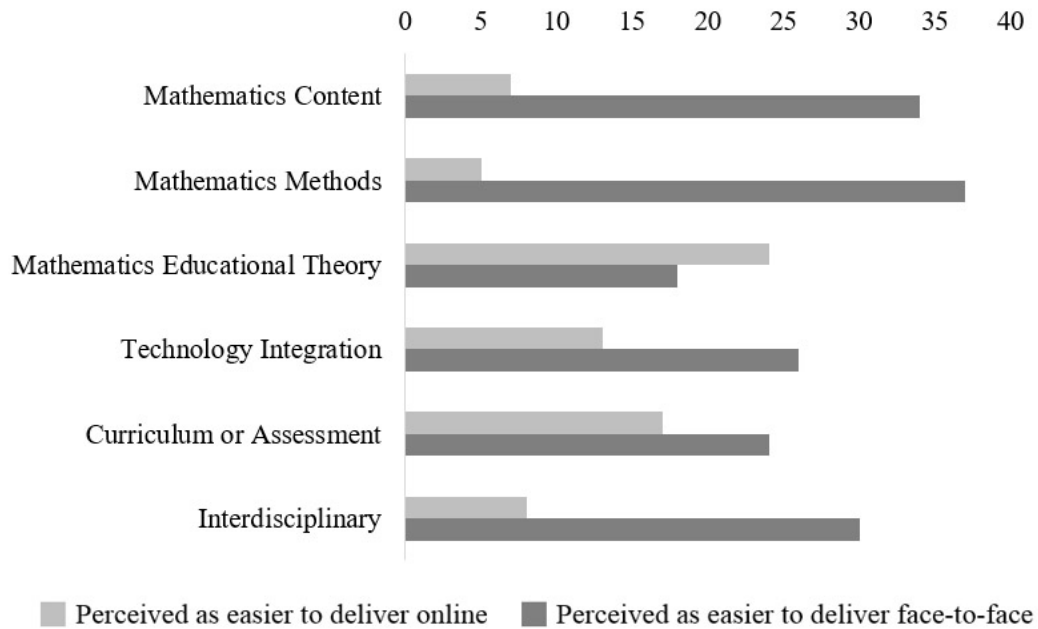 0 5 10 15 20 25 30 35 40
Mathematics Content
Mathematics Methods
Mathematics Educational Theory
Technology Integration
Curriculum or Assessment
Interdisciplinary
Perceived as easier to deliver online Perceived as easier to deliver face-to-face